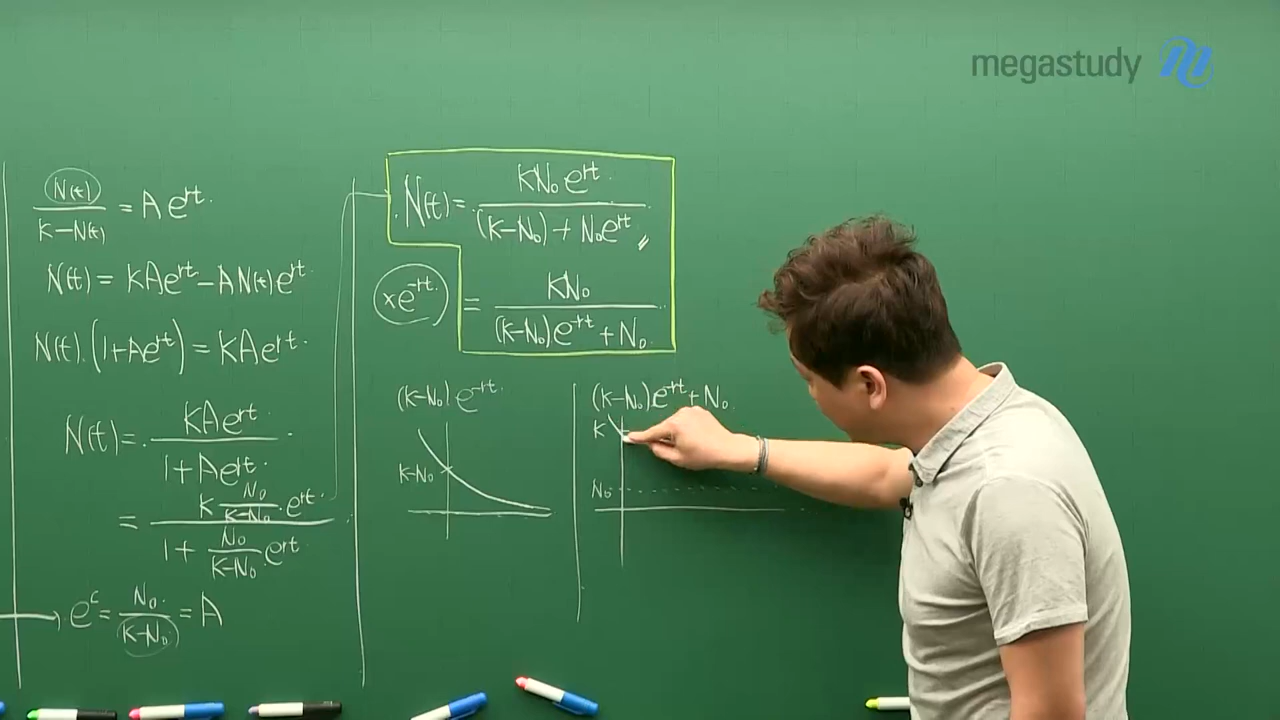 megastudy
N(t)/(K-N(t)) = A e^rt.
N(t) = KAe^rt - AN(t)e^rt.
N(t).(1+Ae^rt) = KAe^rt.
N(t) = KAe^rt / (1+Ae^rt.)
= K N₀/(K-N₀) e^rt. / (1 + N₀/(K-N₀) e^rt)
e^c = N₀/(K-N₀) = A
N(t) = KN₀e^rt. / ((K-N₀)+N₀e^rt)
×e^-rt. = KN₀ / ((K-N₀)e^-rt + N₀.)
(K-N₀)e^-rt.
K-N₀
(K-N₀)e^-rt + N₀.
K
N₀